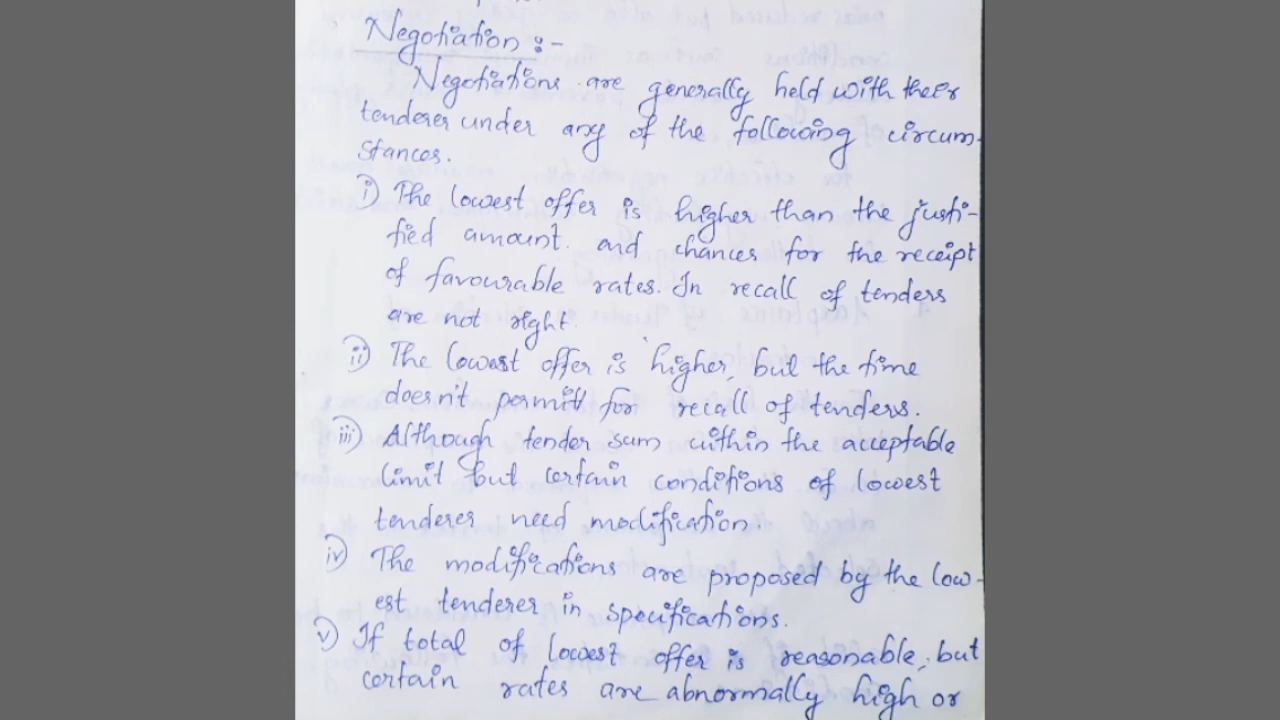 Negotiation :-
Negotiations are generally held with their
tenderer under any of the following circum-
stances.
i) The lowest offer is higher than the justi-
fied amount. and chances for the receipt
of favourable rates. In recall of tenders
are not right.
ii) The lowest offer is higher, but the time
doesn't permit for recall of tenders.
iii) Although tender sum within the acceptable
limit but certain conditions of lowest
tenderer need modification.
iv) The modifications are proposed by the low-
est tenderer in specifications.
v) If total of lowest offer is reasonable, but
certain rates are abnormally high or